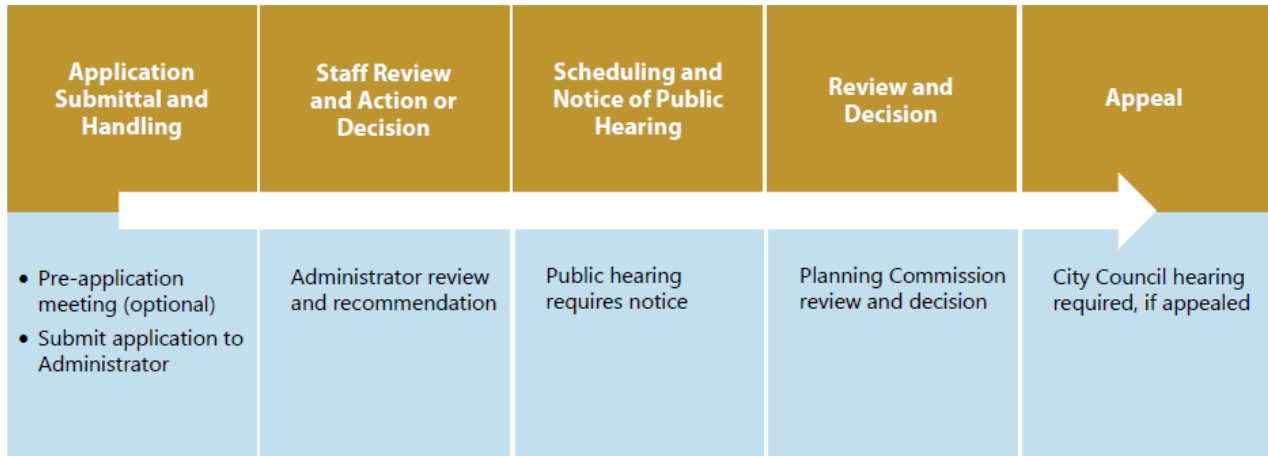 Application
Submittal and
Handling
Staff Review
and Action or
Decision
Scheduling and
Notice of Public
Hearing
Review and
Decision
Appeal
• Pre-application
meeting (optional)
• Submit application to
Administrator
Administrator review
and recommendation
Public hearing
requires notice
Planning Commission
review and decision
City Council hearing
required, if appealed